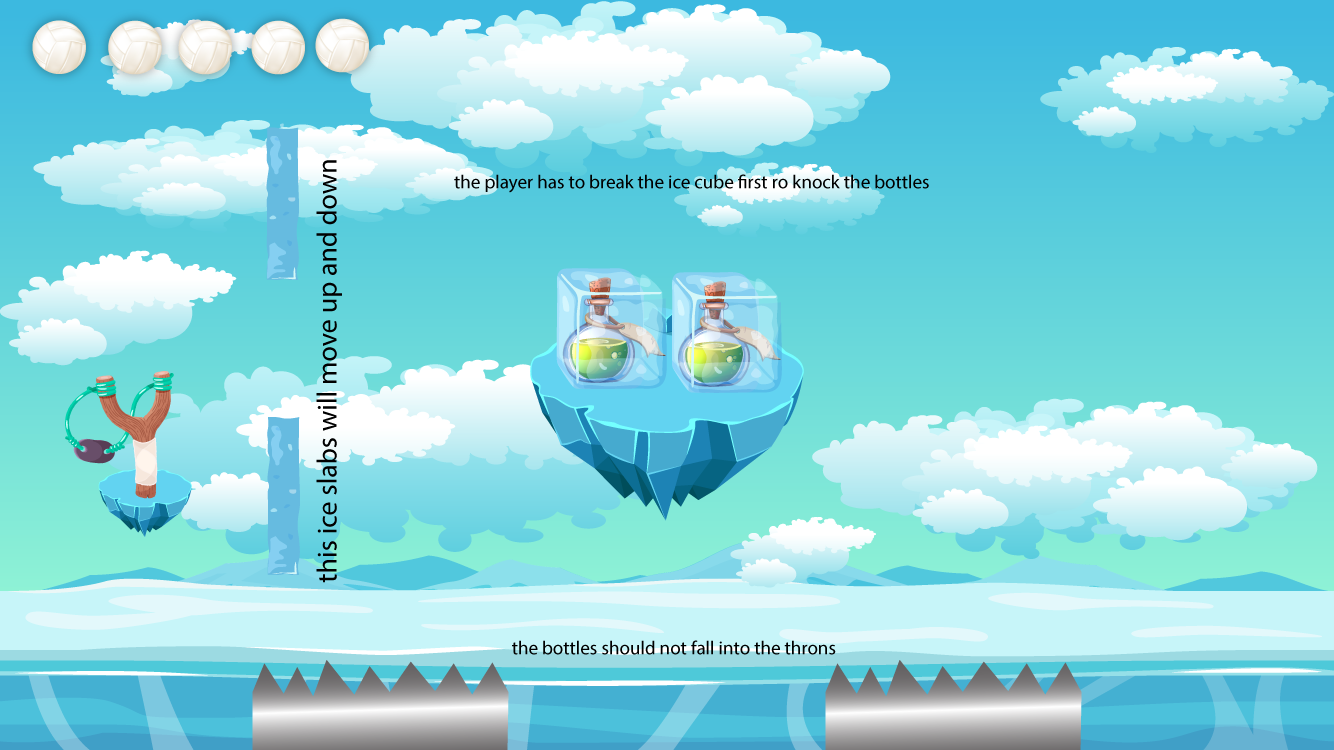 the player has to break the ice cube first ro knock the bottles
this ice slabs will move up and down
the bottles should not fall into the throns